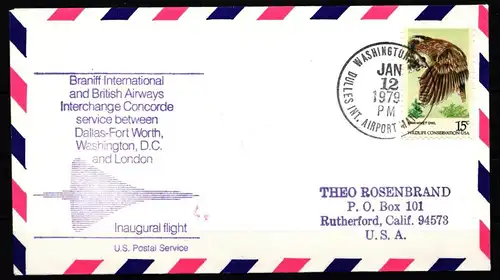 Braniff International
and British Airways
Interchange Concorde
service between
Dallas-Fort Worth,
Washington, D.C.
and London
Inaugural flight
U.S. Postal Service
WASHINGTON
DULLES INT. AIRPORT
JAN
12
1979
PM
15c
WILDLIFE CONSERVATION USA
THEO ROSENBRAND
P. O. Box 101
Rutherford, Calif. 94573
U. S. A.